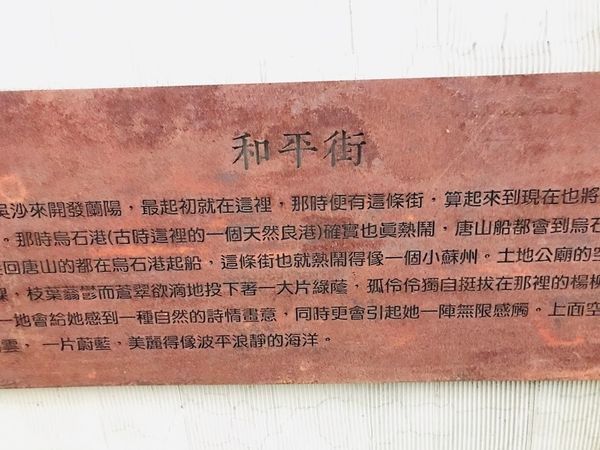 和平街
吳沙來開發蘭陽，最起初就在這裡，那時便有這條街，算起來到現在也將
。那時烏石港(古時這裡的一個天然良港)確實也真熱鬧，唐山船都會到烏石
回唐山的都在烏石港起船，這條街也就熱鬧得像一個小蘇州。土地公廟的空
，枝葉蓊鬱而蒼翠欲滴地投下著一大片綠蔭，孤伶伶獨自挺拔在那裡的楊柳
一地會給她感到一種自然的詩情畫意，同時更會引起她一陣無限感觸。上面空
雲，一片蔚藍，美麗得像波平浪靜的海洋。